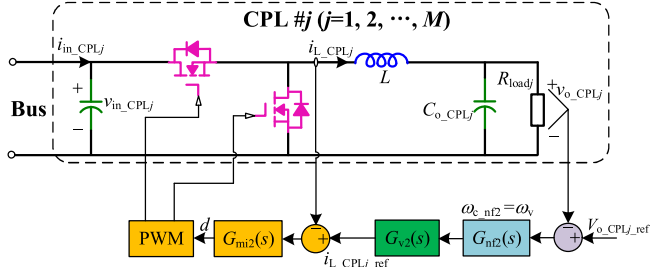 CPL #j (j=1, 2, ···, M)
i_in_CPLj
i_L_CPLj
L
R_loadj
+
v_o_CPLj
−
Bus
+
v_in_CPLj
−
C_o_CPLj
ω_c_nf2=ω_v
PWM
d
G_mi2(s)
−
+
i_L_CPLj_ref
G_v2(s)
G_nf2(s)
−
+
V_o_CPLj_ref